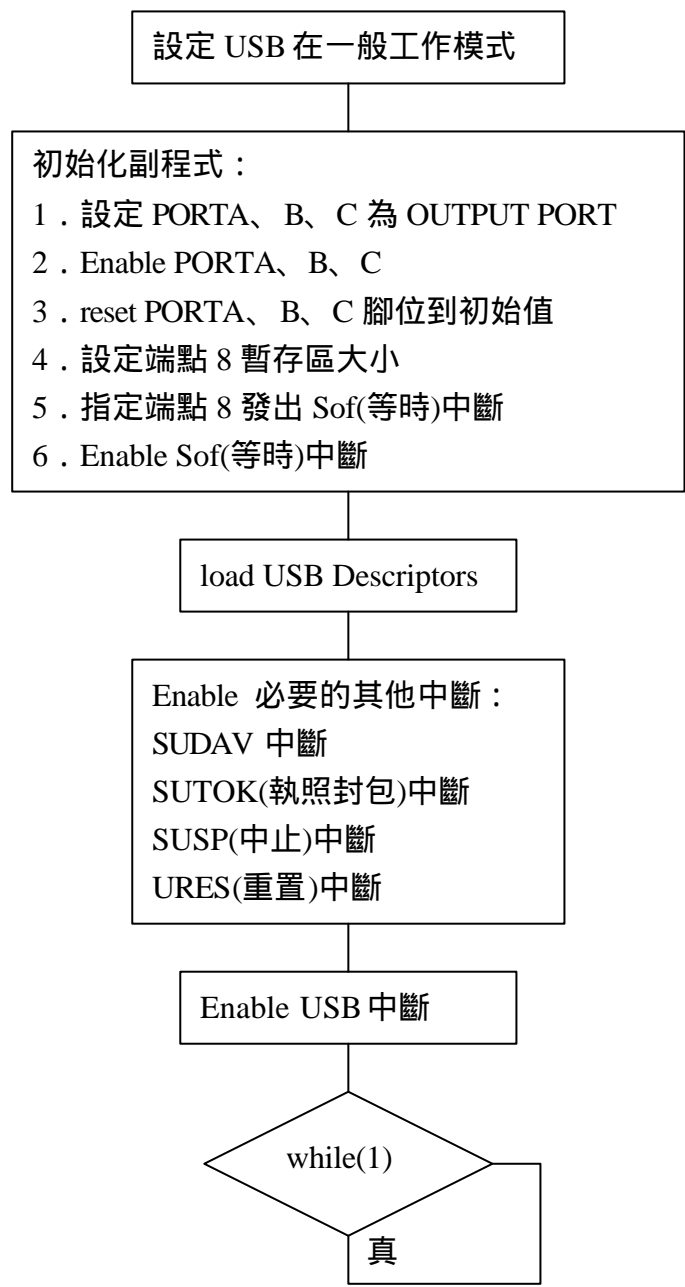 設定 USB 在一般工作模式
初始化副程式：
1．設定 PORTA、B、C 為 OUTPUT PORT
2．Enable PORTA、B、C
3．reset PORTA、B、C 腳位到初始值
4．設定端點 8 暫存區大小
5．指定端點 8 發出 Sof(等時)中斷
6．Enable Sof(等時)中斷
load USB Descriptors
Enable 必要的其他中斷：
SUDAV 中斷
SUTOK(執照封包)中斷
SUSP(中止)中斷
URES(重置)中斷
Enable USB 中斷
while(1)
真